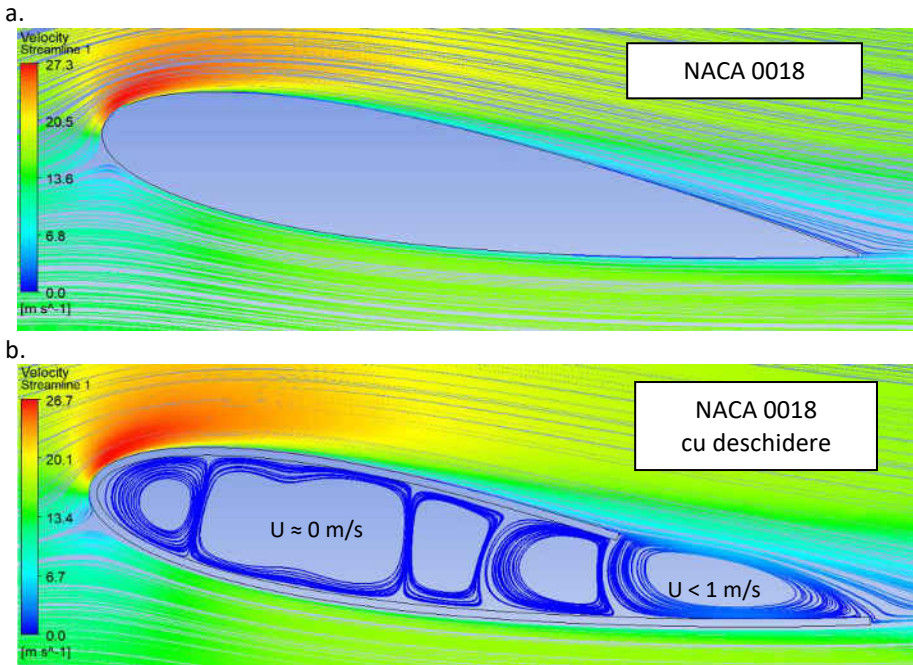 a.
Velocity
Streamline 1
27.3
20.5
13.6
6.8
0.0
[m s^-1]
NACA 0018
b.
Velocity
Streamline 1
26.7
20.1
13.4
6.7
0.0
[m s^-1]
NACA 0018
cu deschidere
U ≈ 0 m/s
U < 1 m/s